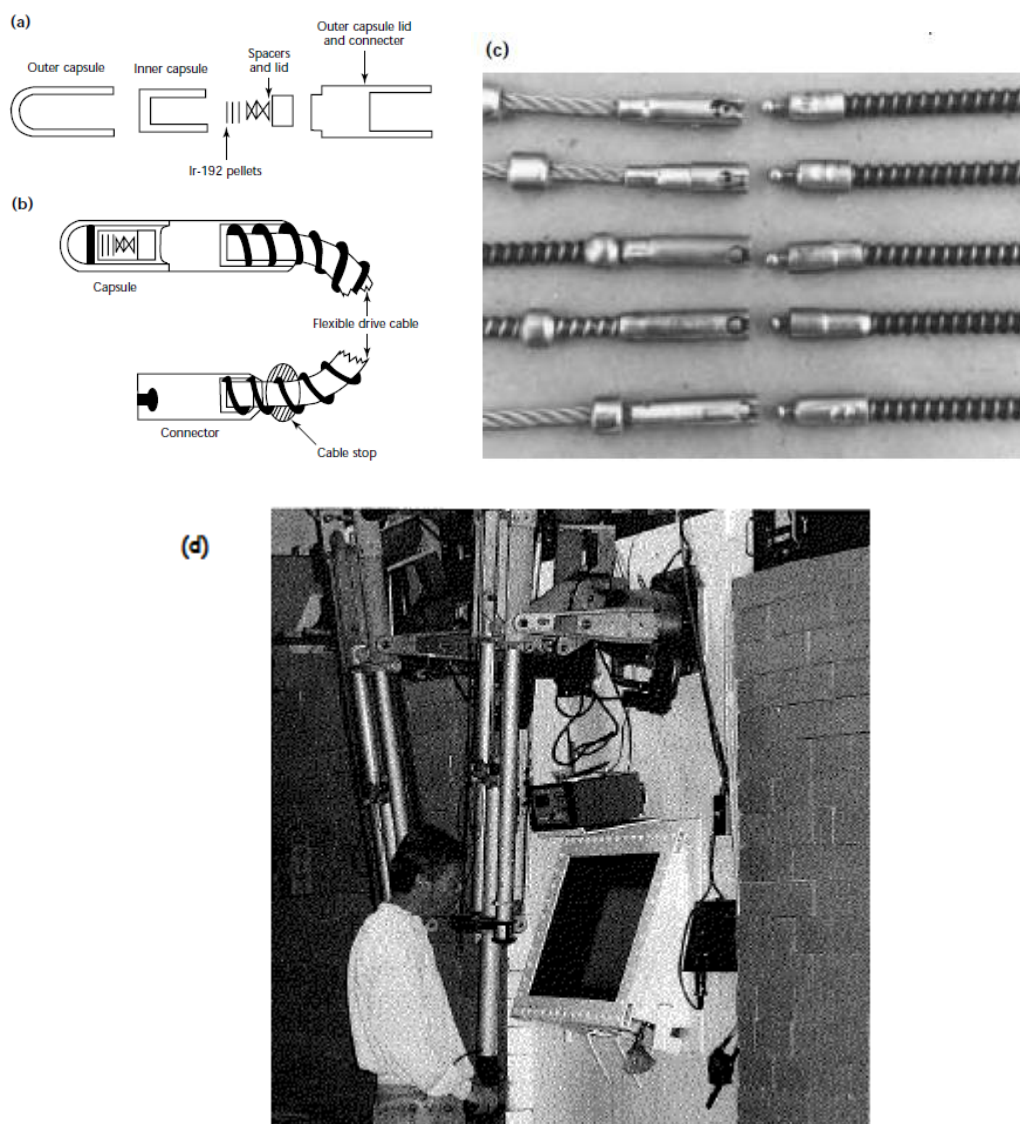 (a)
Outer capsule lid
and connecter
Spacers
and lid
Outer capsule
Inner capsule
Ir-192 pellets
(b)
Capsule
Flexible drive cable
Connector
Cable stop
(c)
(d)